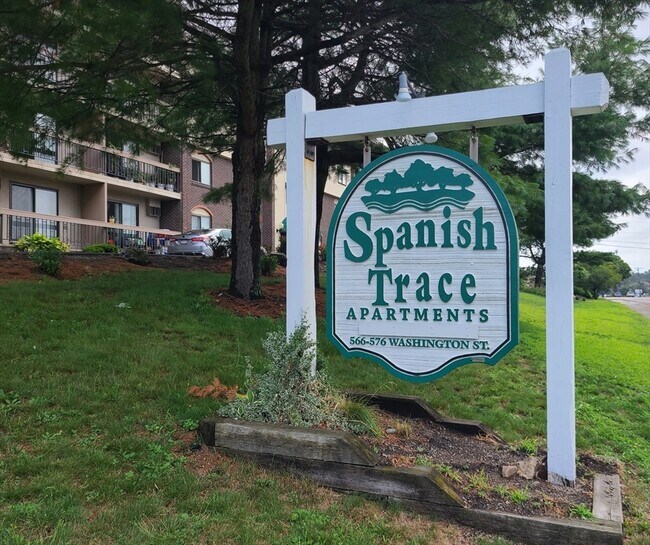 Spanish
Trace
APARTMENTS
566-576 WASHINGTON ST.